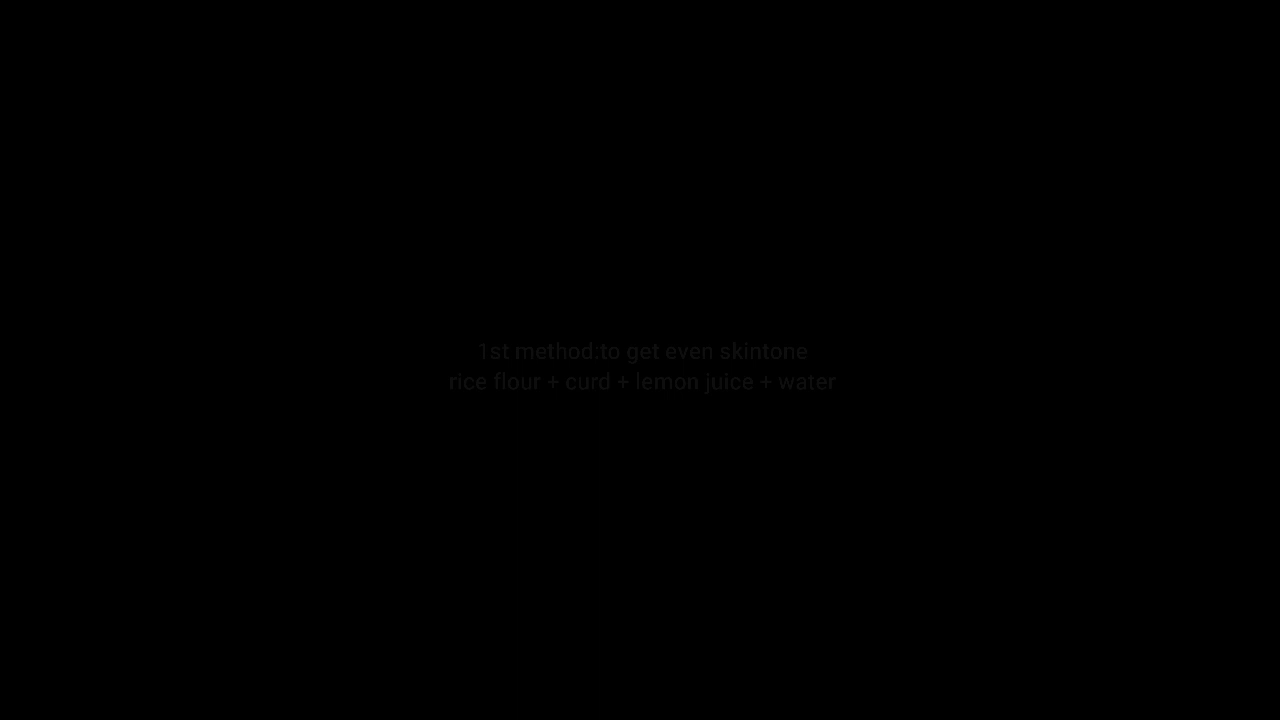 1st method:to get even skintone
rice flour + curd + lemon juice + water